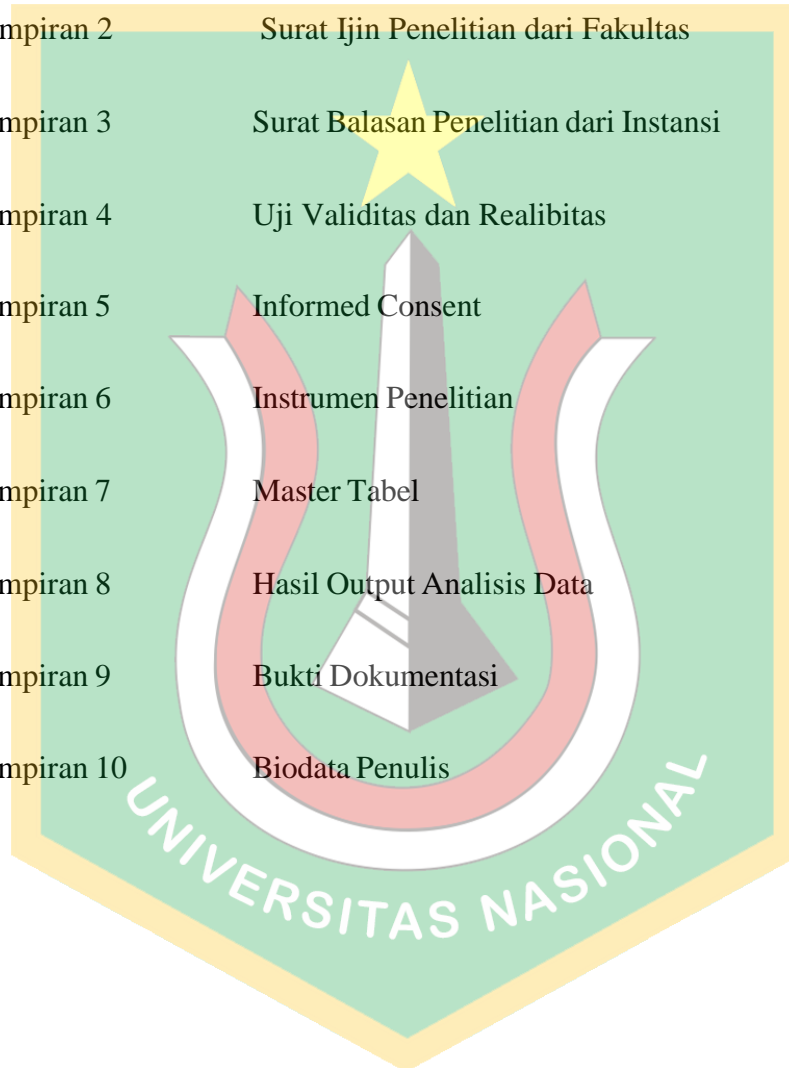 mpiran 2 Surat Ijin Penelitian dari Fakultas
mpiran 3 Surat Balasan Penelitian dari Instansi
mpiran 4 Uji Validitas dan Realibitas
mpiran 5 Informed Consent
mpiran 6 Instrumen Penelitian
mpiran 7 Master Tabel
mpiran 8 Hasil Output Analisis Data
mpiran 9 Bukti Dokumentasi
mpiran 10 Biodata Penulis
UNIVERSITAS NASIONAL